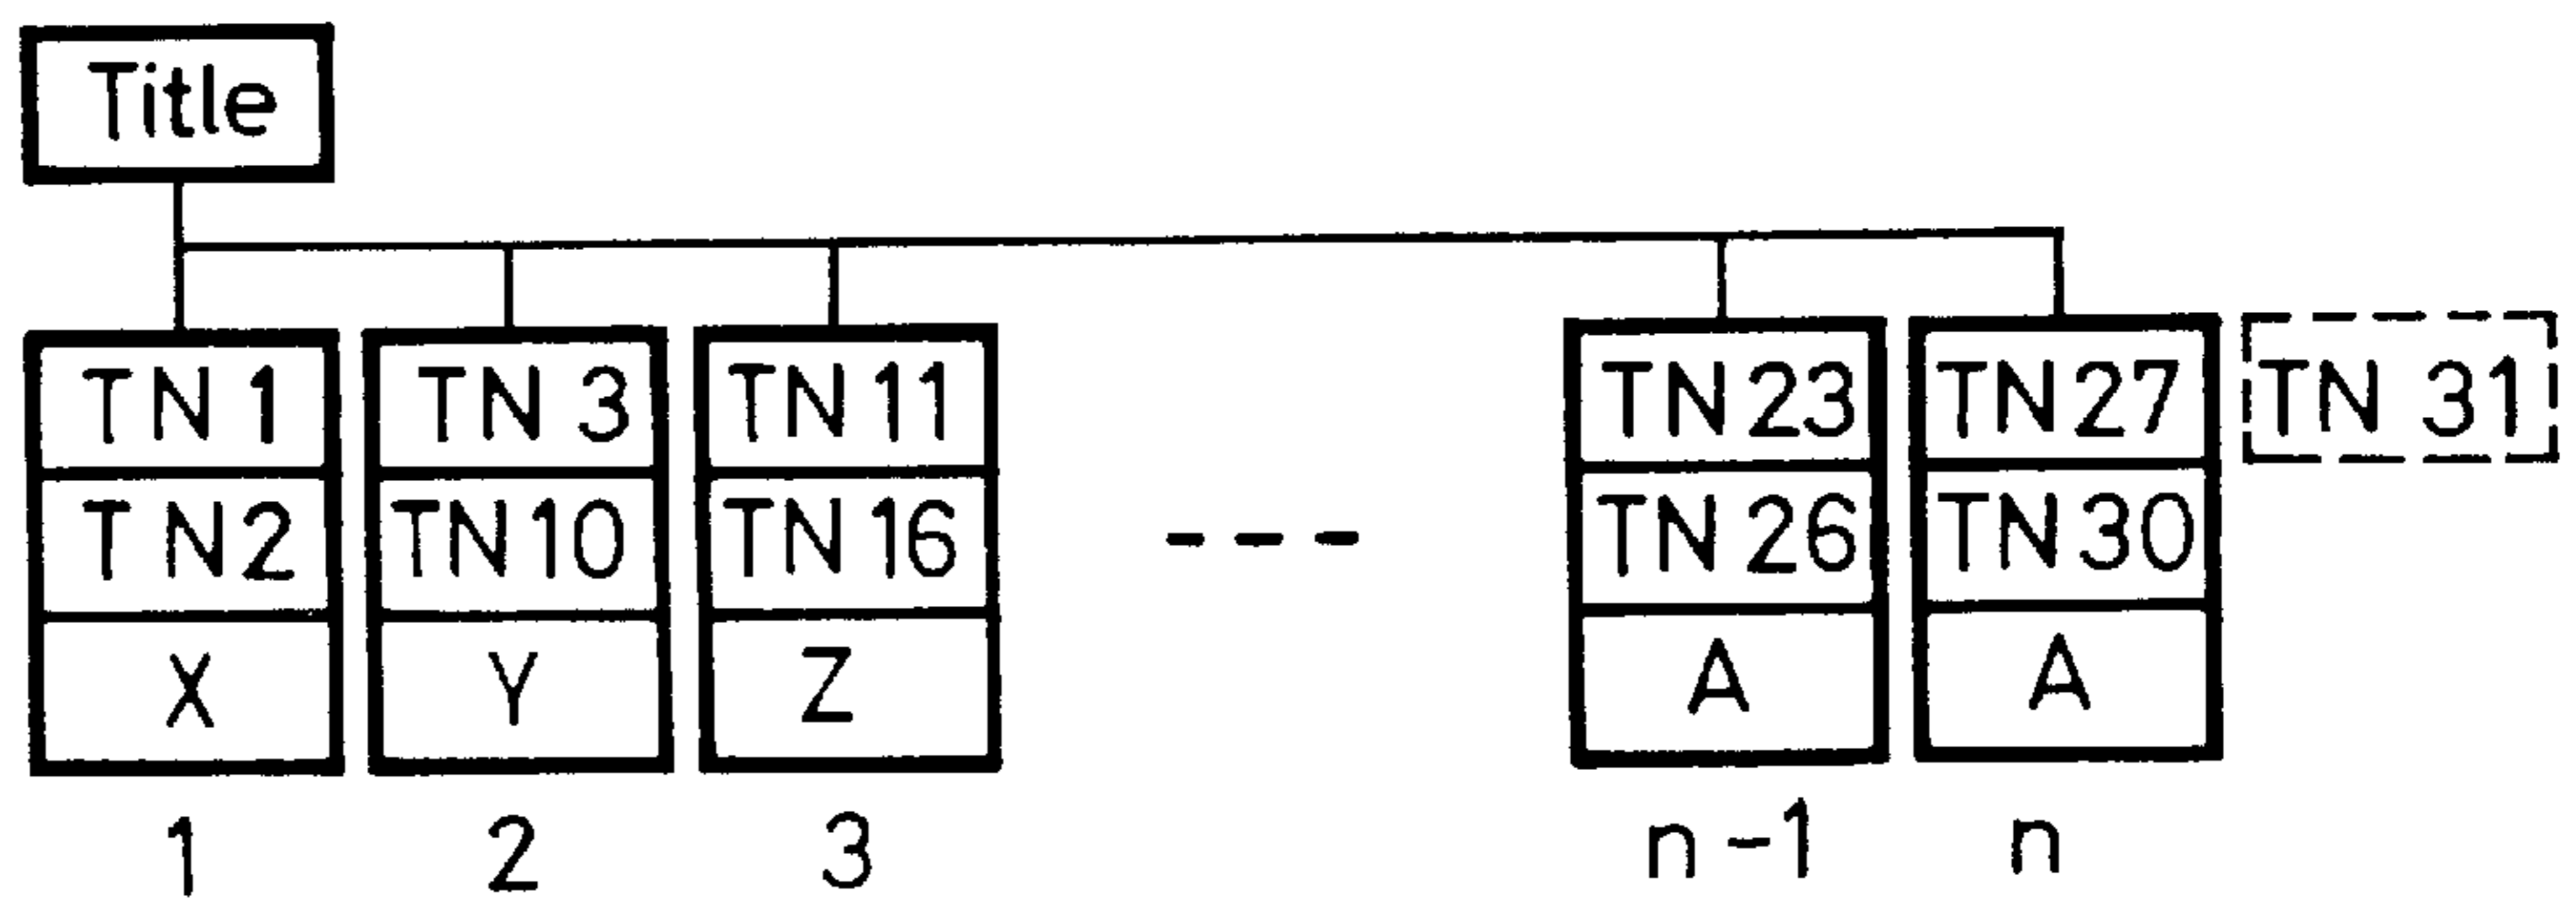 Title
TN 1 TN 3 TN 11 TN 23 TN 27 TN 31
TN 2 TN 10 TN 16 TN 26 TN 30
X Y Z --- A A
1 2 3 n-1 n